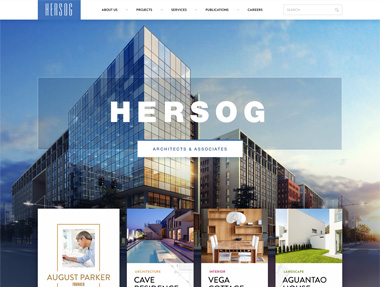 HERSOG
ABOUT US
PROJECTS
SERVICES
PUBLICATIONS
CAREERS
SEARCH
HERSOG
ARCHITECTS & ASSOCIATES
AUGUST PARKER
FOUNDER
ARCHITECTURE
CAVE
RESIDENCE
INTERIOR
VEGA
COTTAGE
LANDSCAPE
AGUANTAO
HOUSE